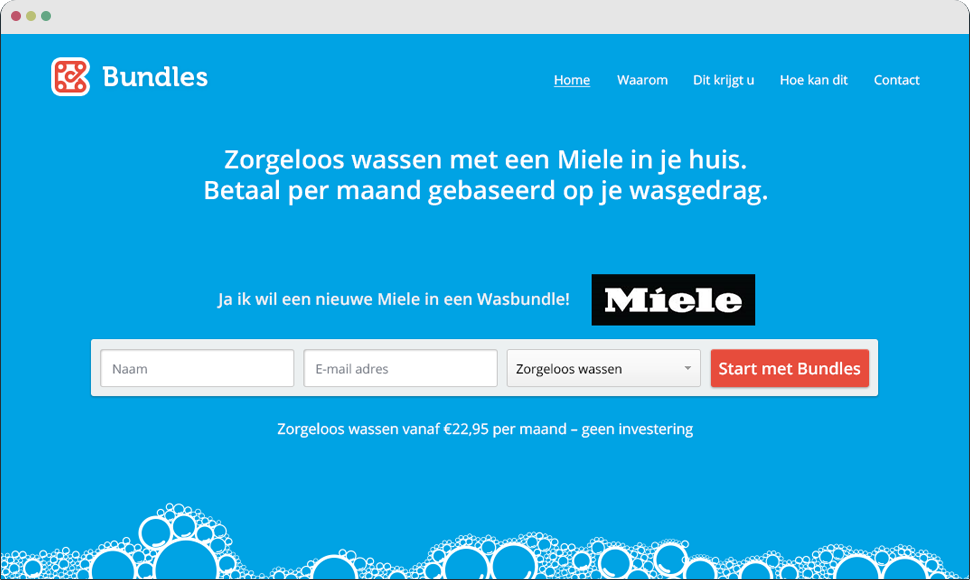 Bundles
Home Waarom Dit krijgt u Hoe kan dit Contact
Zorgeloos wassen met een Miele in je huis.
Betaal per maand gebaseerd op je wasgedrag.
Ja ik wil een nieuwe Miele in een Wasbundle!
Miele
Naam E-mail adres Zorgeloos wassen Start met Bundles
Zorgeloos wassen vanaf €22,95 per maand – geen investering